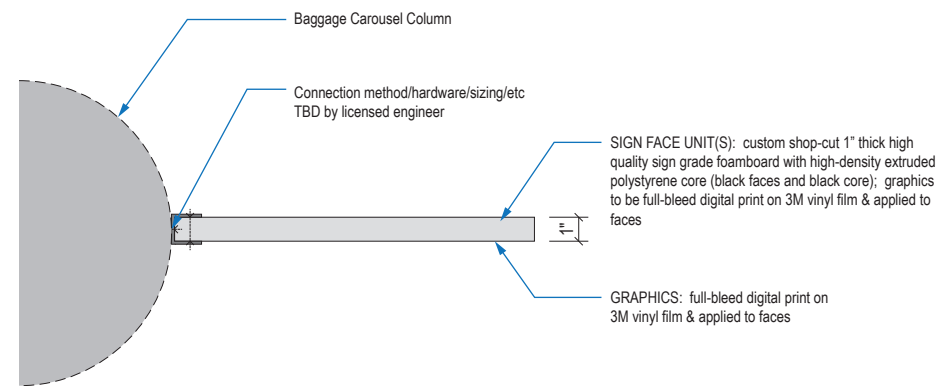 Baggage Carousel Column
Connection method/hardware/sizing/etc
TBD by licensed engineer
SIGN FACE UNIT(S):  custom shop-cut 1” thick high
quality sign grade foamboard with high-density extruded
polystyrene core (black faces and black core);  graphics
to be full-bleed digital print on 3M vinyl film & applied to
faces
1"
GRAPHICS:  full-bleed digital print on
3M vinyl film & applied to faces